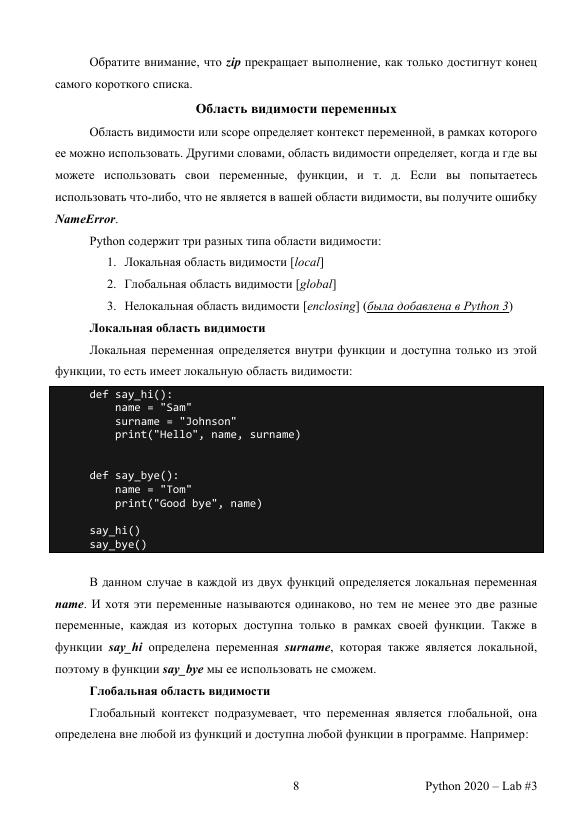 Обратите внимание, что zip прекращает выполнение, как только достигнут конец
самого короткого списка.
Область видимости переменных
Область видимости или scope определяет контекст переменной, в рамках которого
ее можно использовать. Другими словами, область видимости определяет, когда и где вы
можете использовать свои переменные, функции, и т. д. Если вы попытаетесь
использовать что-либо, что не является в вашей области видимости, вы получите ошибку
NameError.
Python содержит три разных типа области видимости:
1. Локальная область видимости [local]
2. Глобальная область видимости [global]
3. Нелокальная область видимости [enclosing] (была добавлена в Python 3)
Локальная область видимости
Локальная переменная определяется внутри функции и доступна только из этой
функции, то есть имеет локальную область видимости:
def say_hi():
    name = "Sam"
    surname = "Johnson"
    print("Hello", name, surname)
def say_bye():
    name = "Tom"
    print("Good bye", name)
say_hi()
say_bye()
В данном случае в каждой из двух функций определяется локальная переменная
name. И хотя эти переменные называются одинаково, но тем не менее это две разные
переменные, каждая из которых доступна только в рамках своей функции. Также в
функции say_hi определена переменная surname, которая также является локальной,
поэтому в функции say_bye мы ее использовать не сможем.
Глобальная область видимости
Глобальный контекст подразумевает, что переменная является глобальной, она
определена вне любой из функций и доступна любой функции в программе. Например:
8
Python 2020 – Lab #3